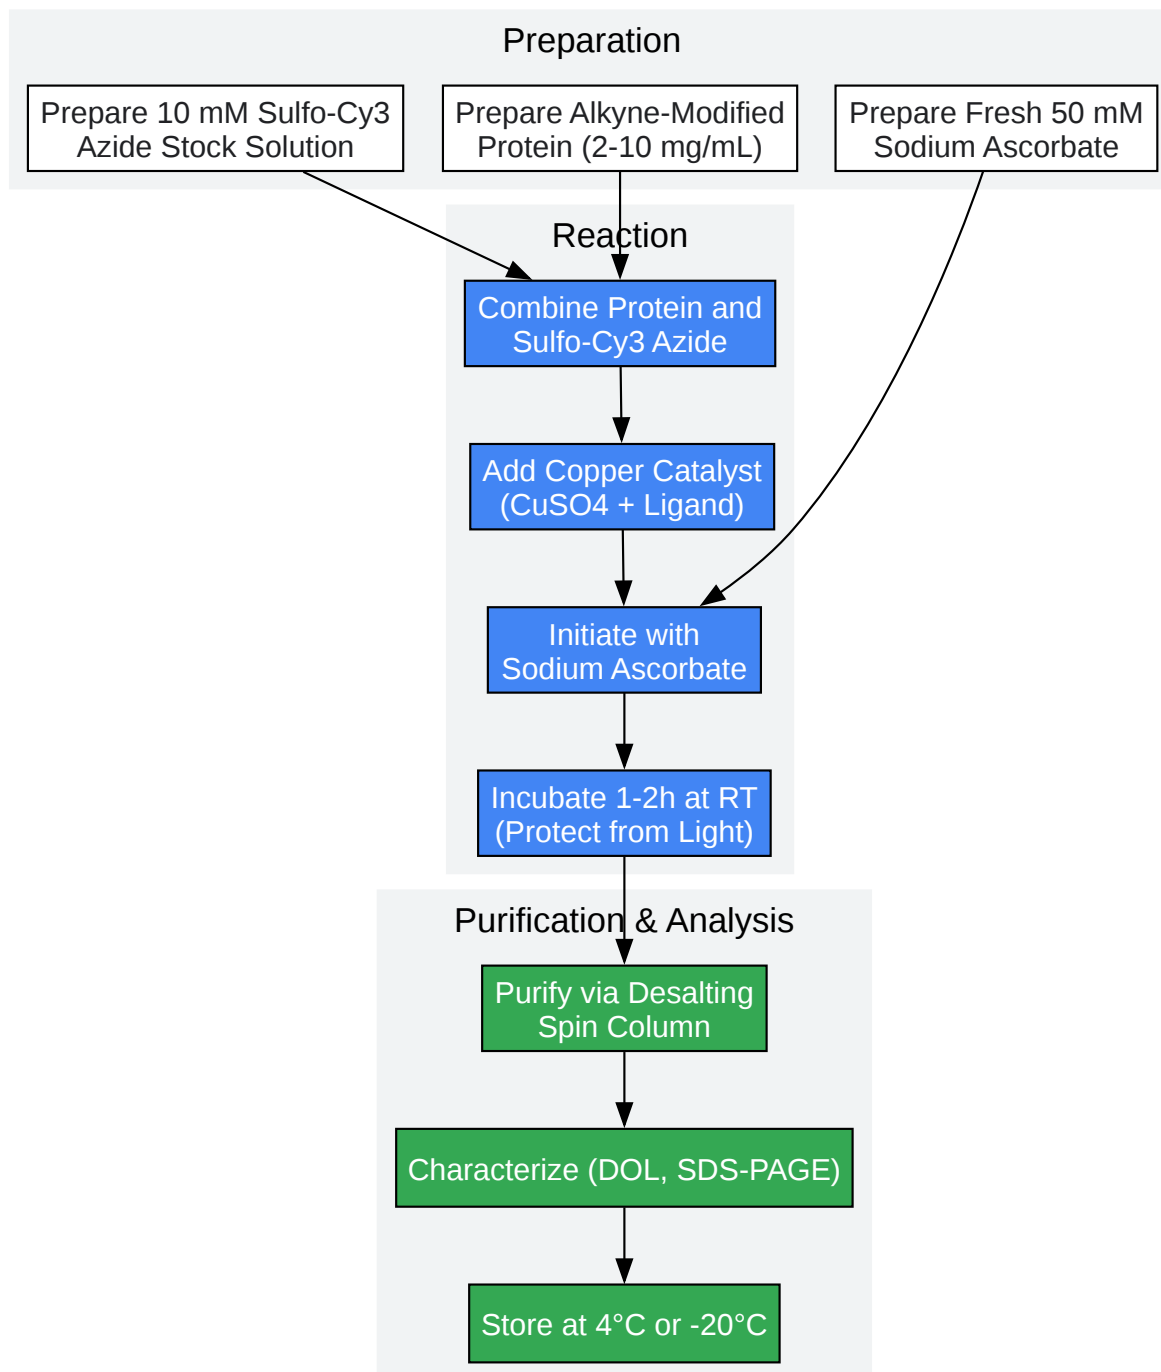 Preparation
Prepare 10 mM Sulfo-Cy3
Azide Stock Solution
Prepare Alkyne-Modified
Protein (2-10 mg/mL)
Prepare Fresh 50 mM
Sodium Ascorbate
Reaction
Combine Protein and
Sulfo-Cy3 Azide
Add Copper Catalyst
(CuSO4 + Ligand)
Initiate with
Sodium Ascorbate
Incubate 1-2h at RT
(Protect from Light)
Purification & Analysis
Purify via Desalting
Spin Column
Characterize (DOL, SDS-PAGE)
Store at 4°C or -20°C